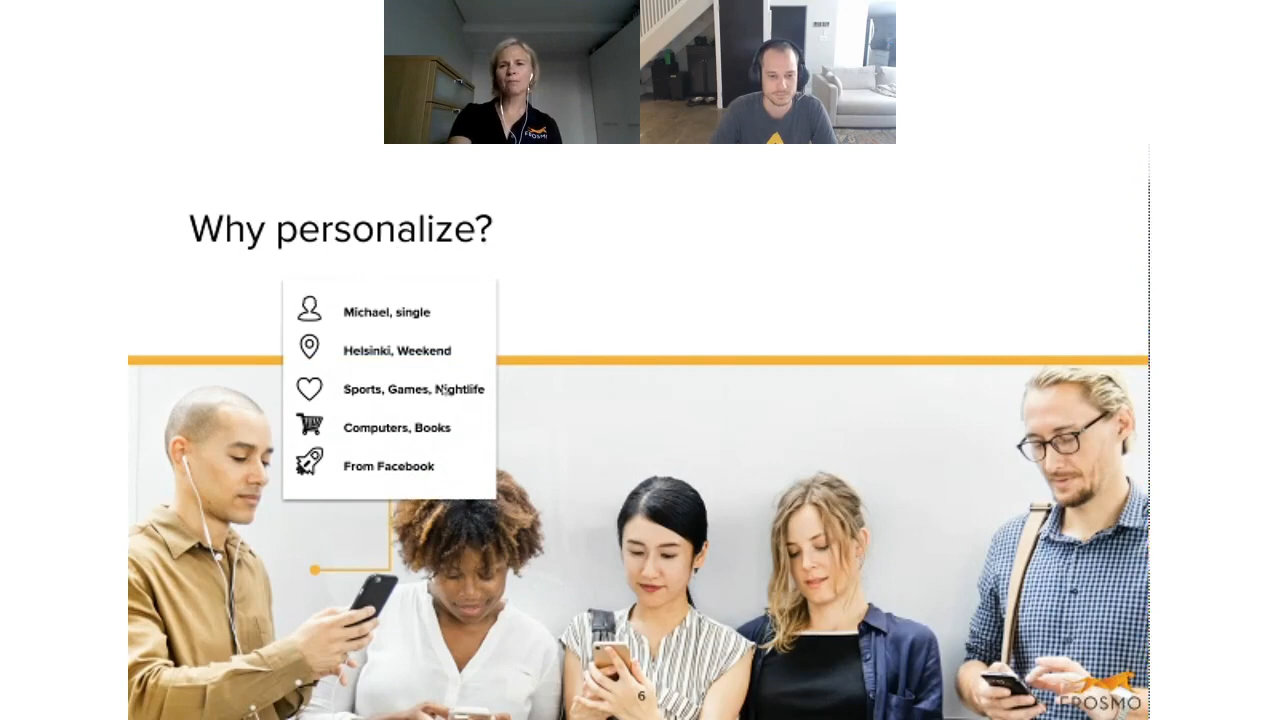 Why personalize?
Michael, single
Helsinki, Weekend
Sports, Games, Nightlife
Computers, Books
From Facebook
6
FROSMO